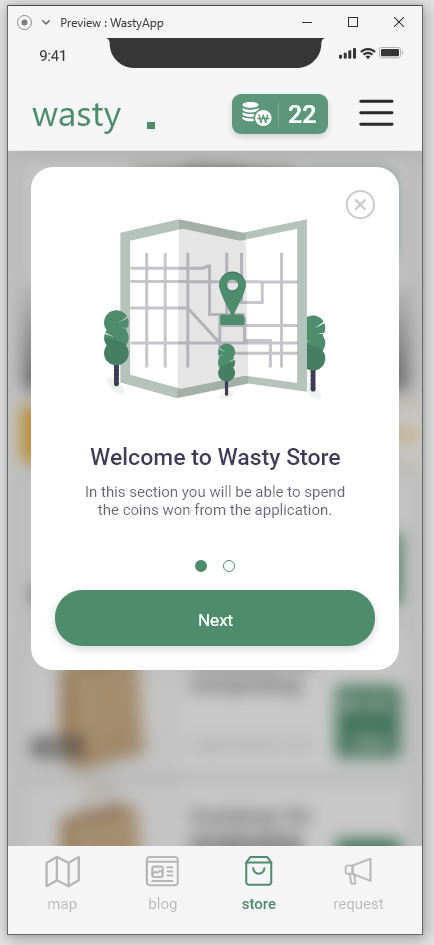 Preview : WastyApp
9:41
wasty
22
Welcome to Wasty Store
In this section you will be able to spend
the coins won from the application.
Next
map
blog
store
request